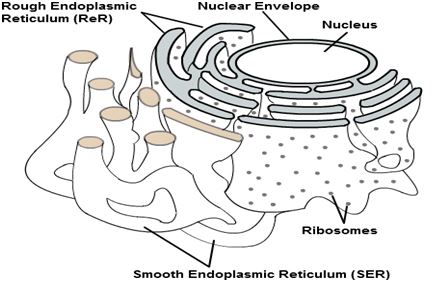 Rough Endoplasmic
Reticulum (ReR)
Nuclear Envelope
Nucleus
Ribosomes
Smooth Endoplasmic Reticulum (SER)